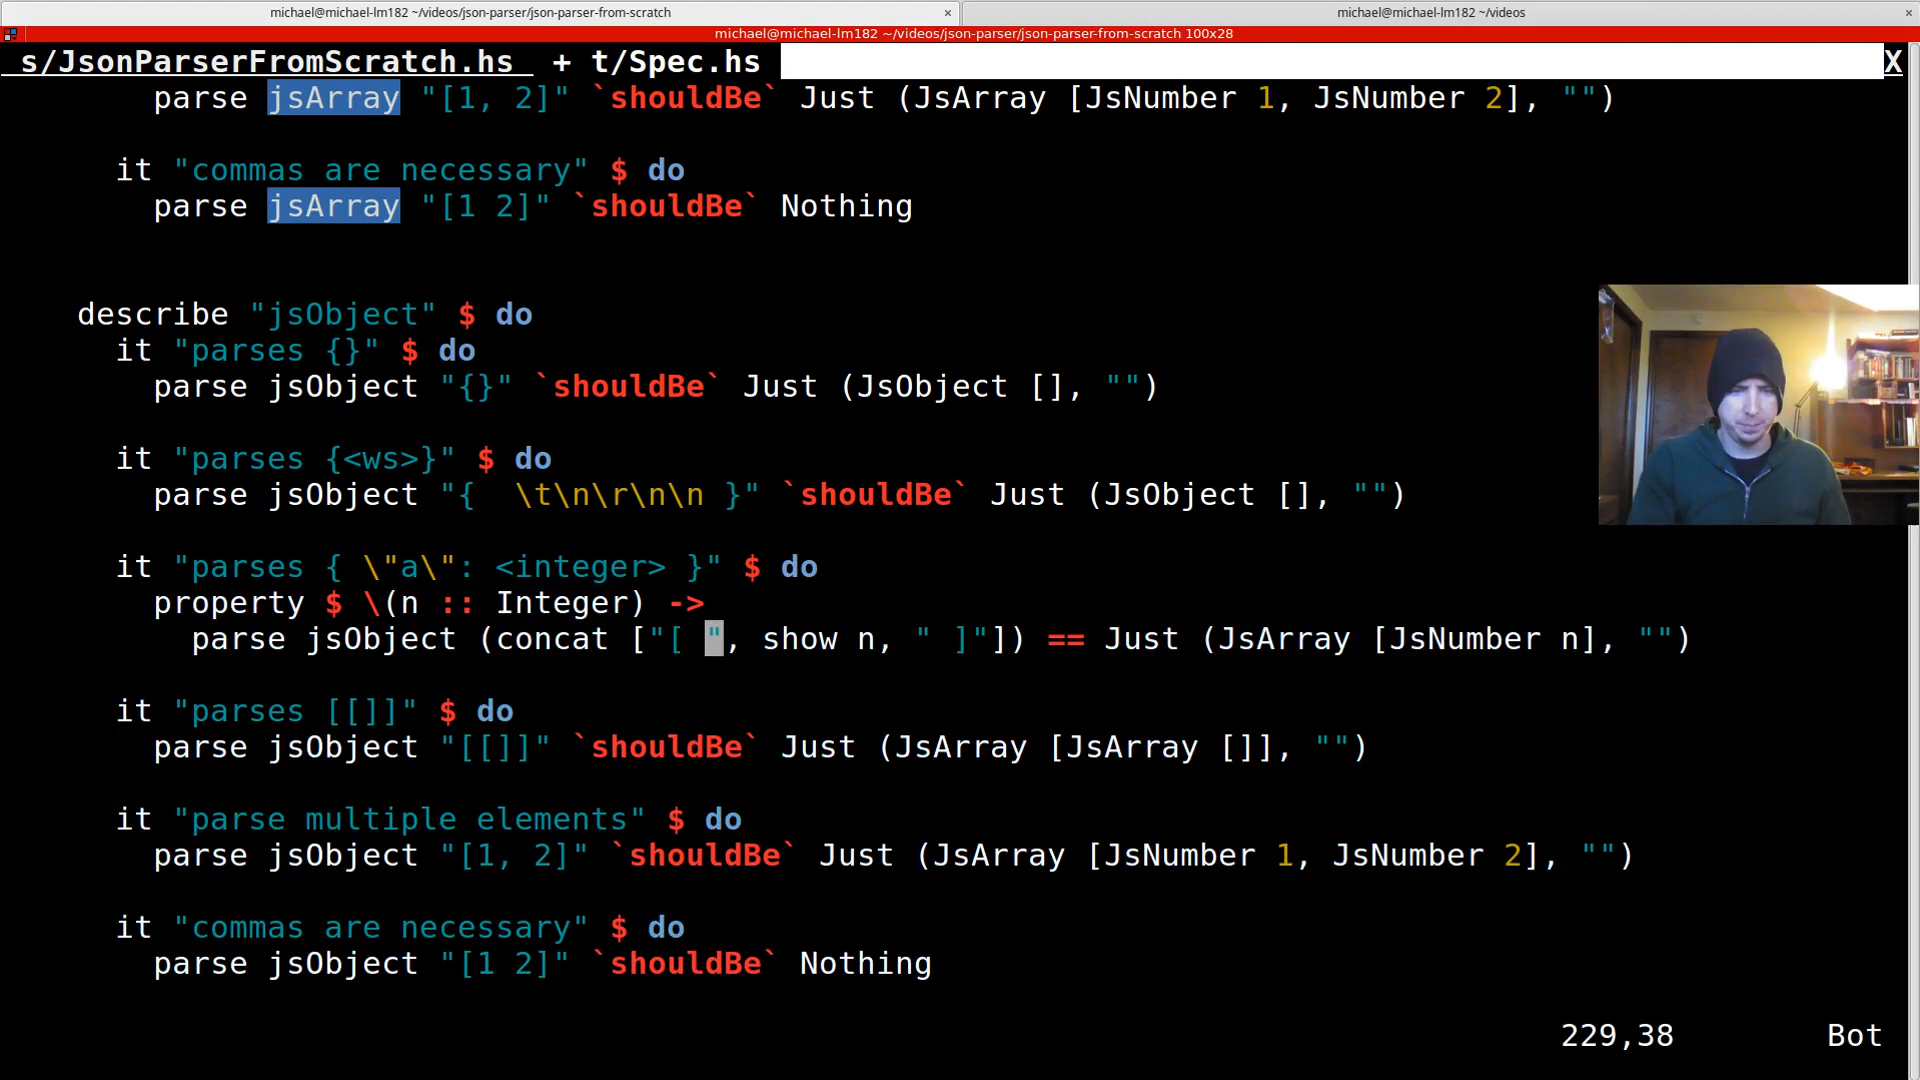 michael@michael-lm182 ~/videos/json-parser/json-parser-from-scratch × michael@michael-lm182 ~/videos ×
michael@michael-lm182 ~/videos/json-parser/json-parser-from-scratch 100x28
s/JsonParserFromScratch.hs + t/Spec.hs X
parse jsArray "[1, 2]" `shouldBe` Just (JsArray [JsNumber 1, JsNumber 2], "")
it "commas are necessary" $ do
parse jsArray "[1 2]" `shouldBe` Nothing
describe "jsObject" $ do
it "parses {}" $ do
parse jsObject "{}" `shouldBe` Just (JsObject [], "")
it "parses {<ws>}" $ do
parse jsObject "{  \t\n\r\n\n }" `shouldBe` Just (JsObject [], "")
it "parses { \"a\": <integer> }" $ do
property $ \(n :: Integer) ->
parse jsObject (concat ["[ ", show n, " ]"]) == Just (JsArray [JsNumber n], "")
it "parses [[]]" $ do
parse jsObject "[[]]" `shouldBe` Just (JsArray [JsArray []], "")
it "parse multiple elements" $ do
parse jsObject "[1, 2]" `shouldBe` Just (JsArray [JsNumber 1, JsNumber 2], "")
it "commas are necessary" $ do
parse jsObject "[1 2]" `shouldBe` Nothing
229,38 Bot